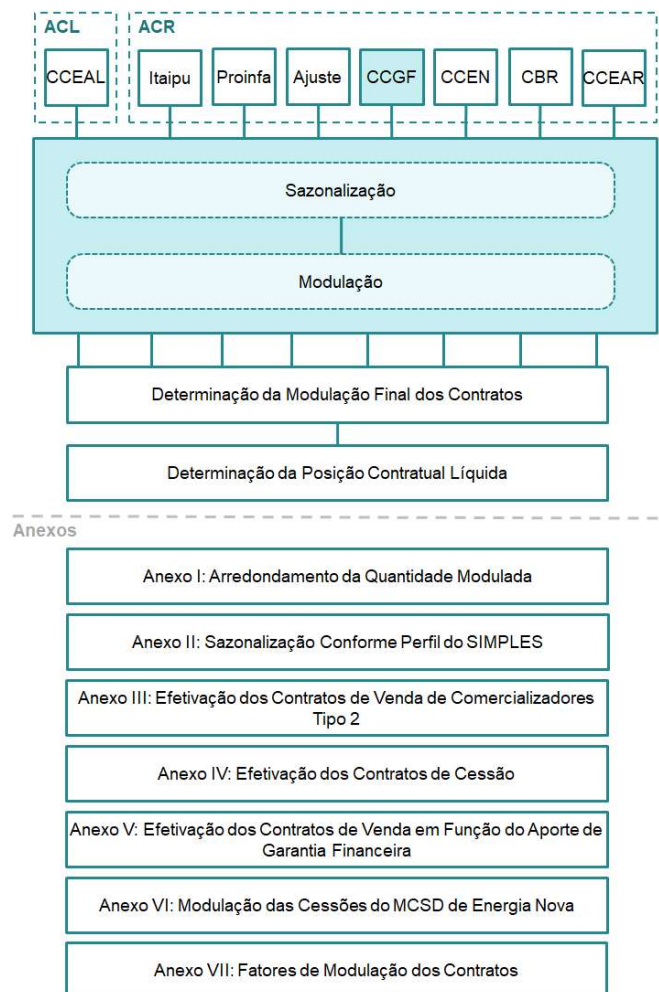 ACL
ACR
CCEAL
Itaipu
Proinfa
Ajuste
CCGF
CCEN
CBR
CCEAR
Sazonalização
Modulação
Determinação da Modulação Final dos Contratos
Determinação da Posição Contratual Líquida
Anexos
Anexo I: Arredondamento da Quantidade Modulada
Anexo II: Sazonalização Conforme Perfil do SIMPLES
Anexo III: Efetivação dos Contratos de Venda de Comercializadores
Tipo 2
Anexo IV: Efetivação dos Contratos de Cessão
Anexo V: Efetivação dos Contratos de Venda em Função do Aporte de
Garantia Financeira
Anexo VI: Modulação das Cessões do MCSD de Energia Nova
Anexo VII: Fatores de Modulação dos Contratos